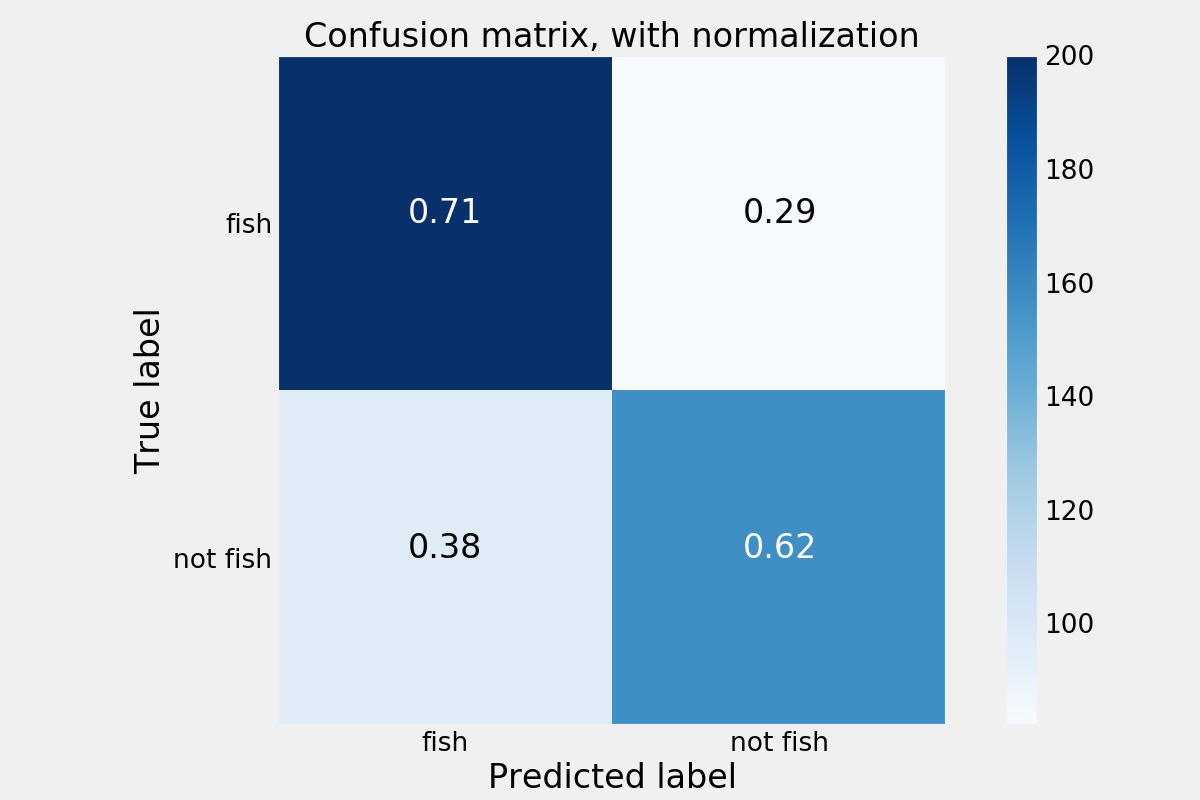 Confusion matrix, with normalization
200
180
160
140
120
100
fish
0.71
0.29
True label
not fish
0.38
0.62
fish
not fish
Predicted label